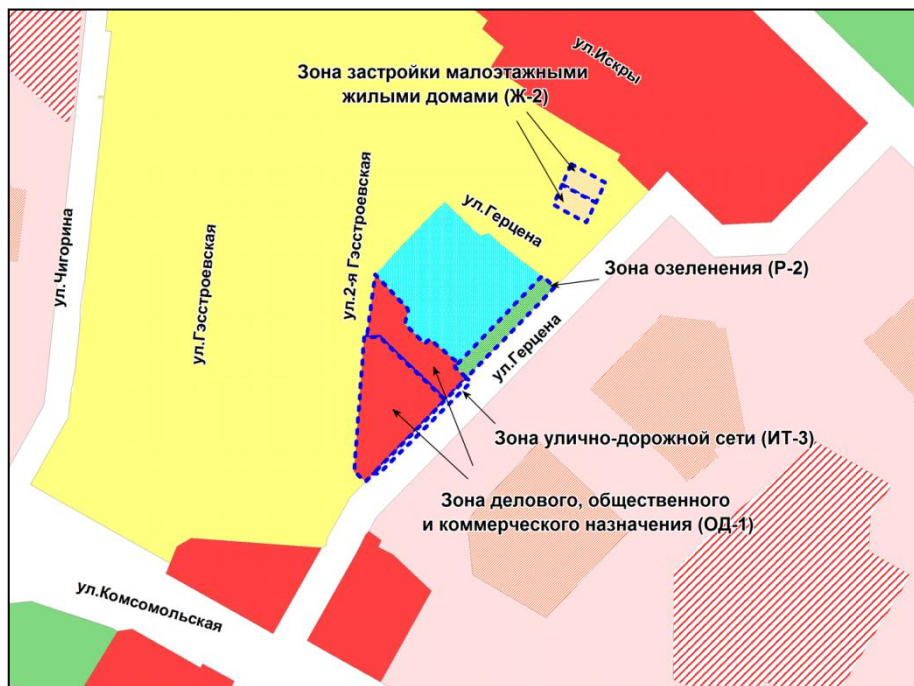 ул.Искры
Зона застройки малоэтажными
жилыми домами (Ж-2)
ул.Чигорина
ул.Гэсстроевская
ул.2-я Гэсстроевская
ул.Герцена
Зона озеленения (Р-2)
ул.Герцена
Зона улично-дорожной сети (ИТ-3)
Зона делового, общественного
и коммерческого назначения (ОД-1)
ул.Комсомольская